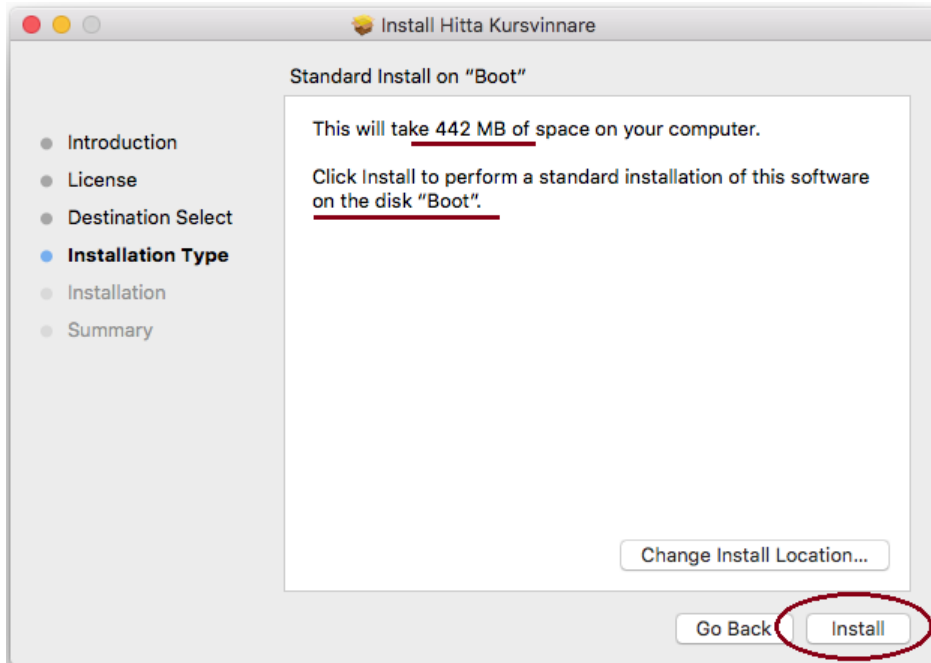 Install Hitta Kursvinnare
Standard Install on “Boot”
Introduction
License
Destination Select
Installation Type
Installation
Summary
This will take 442 MB of space on your computer.
Click Install to perform a standard installation of this software
on the disk “Boot”.
Change Install Location...
Go Back
Install